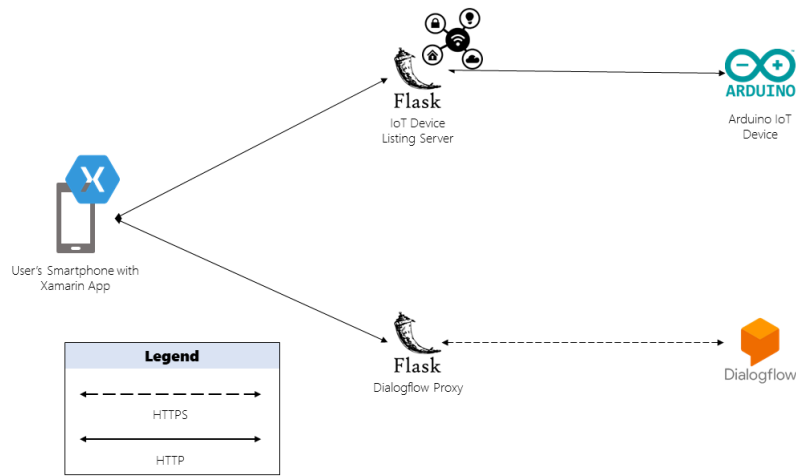 Flask
IoT Device
Listing Server
ARDUINO
Arduino IoT
Device
User's Smartphone with
Xamarin App
Flask
Dialogflow Proxy
Dialogflow
Legend
HTTPS
HTTP